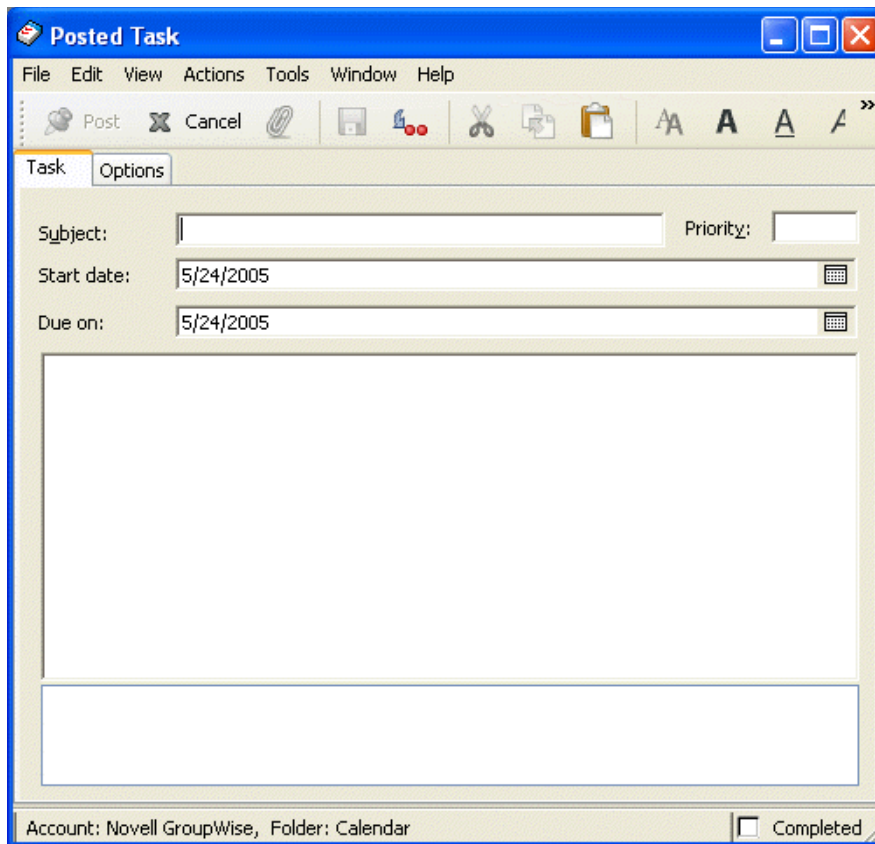 Posted Task
File Edit View Actions Tools Window Help
Post Cancel AA A A A »
Task Options
Subject: Priority:
Start date: 5/24/2005
Due on: 5/24/2005
Account: Novell GroupWise, Folder: Calendar Completed